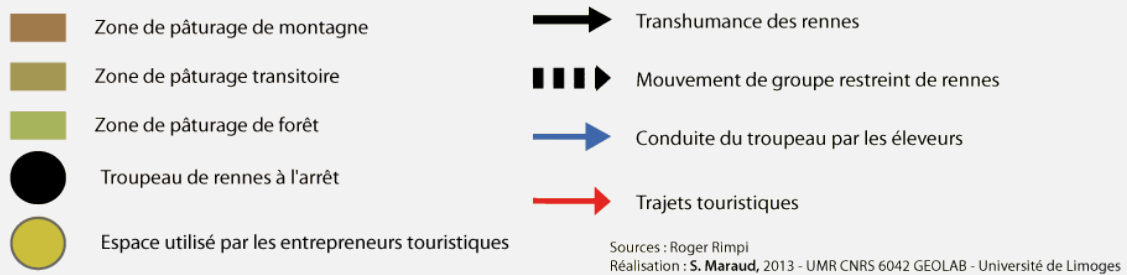 Zone de pâturage de montagne
Zone de pâturage transitoire
Zone de pâturage de forêt
Troupeau de rennes à l'arrêt
Espace utilisé par les entrepreneurs touristiques
Transhumance des rennes
Mouvement de groupe restreint de rennes
Conduite du troupeau par les éleveurs
Trajets touristiques
Sources : Roger Rimpi
Réalisation : S. Maraud, 2013 - UMR CNRS 6042 GEOLAB - Université de Limoges